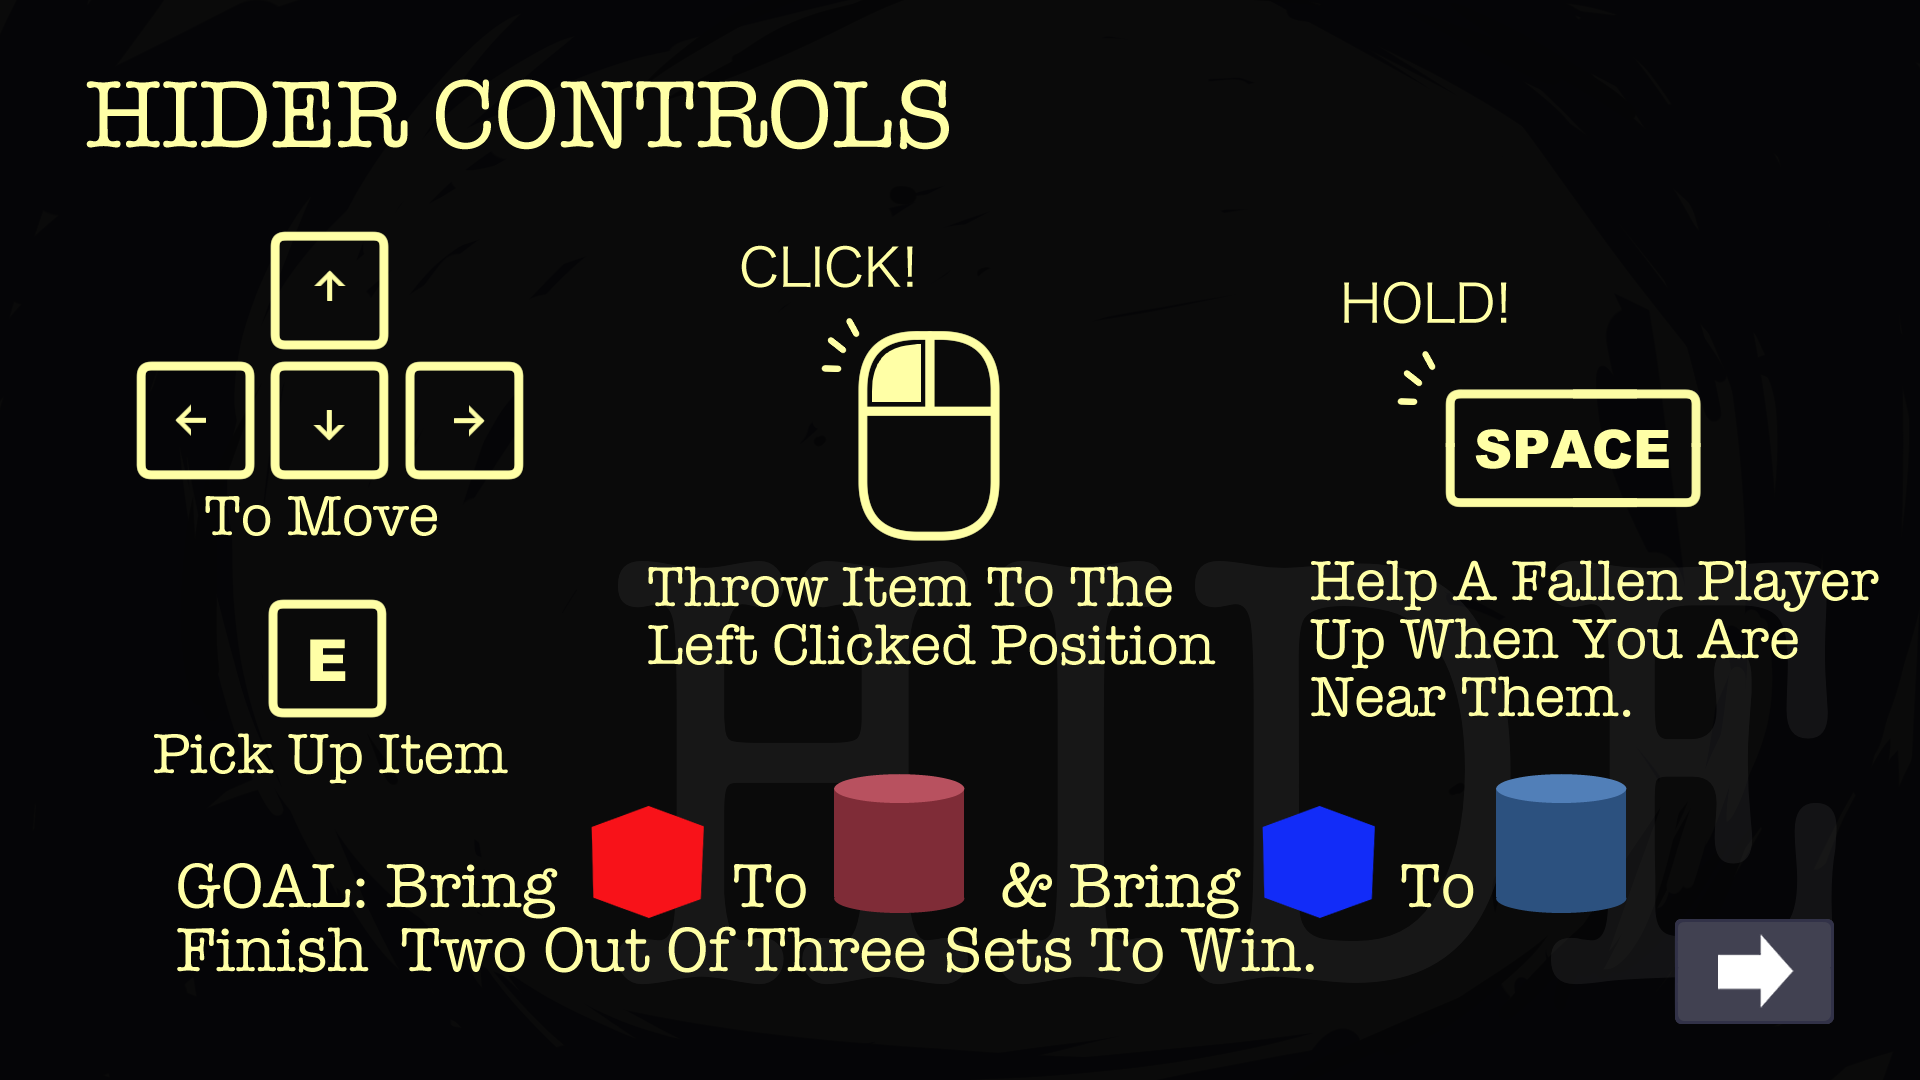 HIDER CONTROLS
↑
← ↓ →
To Move
E
Pick Up Item
CLICK!
Throw Item To The
Left Clicked Position
HOLD!
SPACE
Help A Fallen Player
Up When You Are
Near Them.
HIDE
GOAL: Bring To & Bring To
Finish Two Out Of Three Sets To Win.